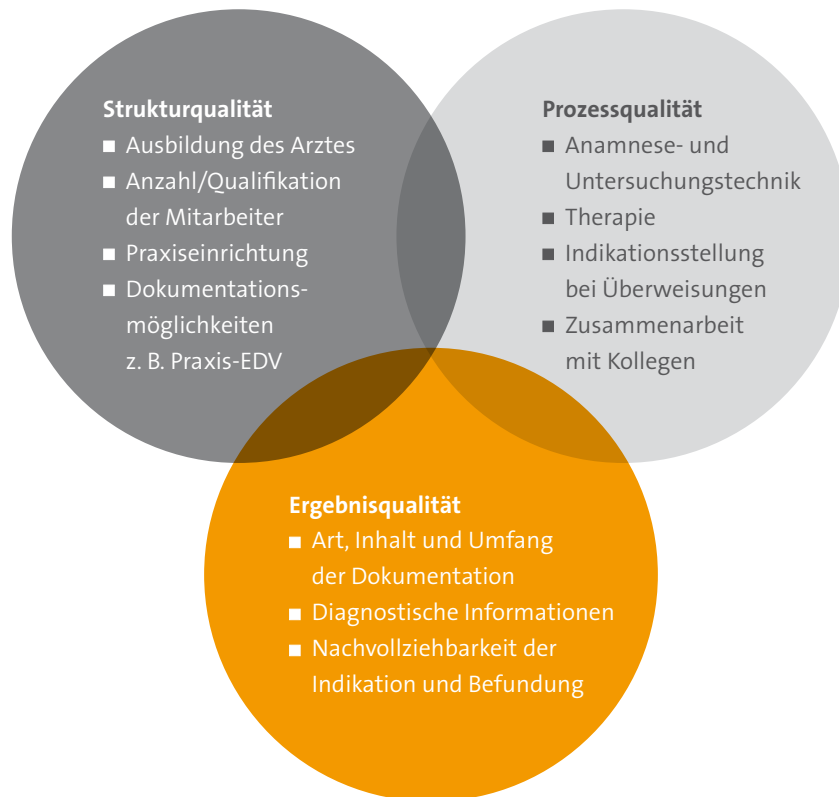 Strukturqualität
■ Ausbildung des Arztes
■ Anzahl/Qualifikation
der Mitarbeiter
■ Praxiseinrichtung
■ Dokumentations-
möglichkeiten
z. B. Praxis-EDV
Prozessqualität
■ Anamnese- und
Untersuchungstechnik
■ Therapie
■ Indikationsstellung
bei Überweisungen
■ Zusammenarbeit
mit Kollegen
Ergebnisqualität
■ Art, Inhalt und Umfang
der Dokumentation
■ Diagnostische Informationen
■ Nachvollziehbarkeit der
Indikation und Befundung